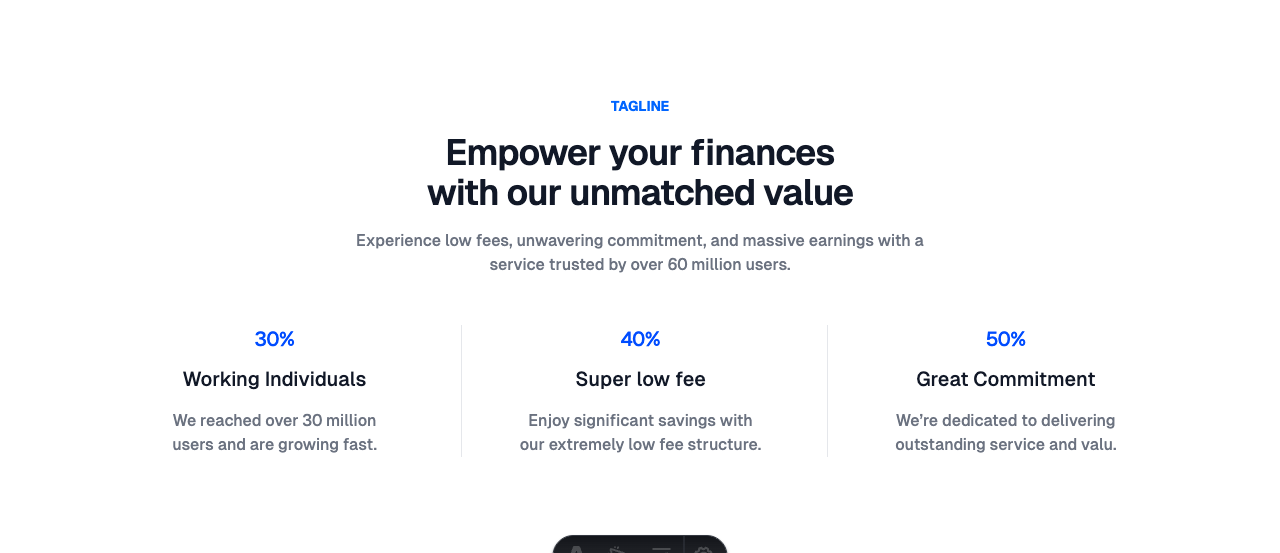 TAGLINE
Empower your finances
with our unmatched value
Experience low fees, unwavering commitment, and massive earnings with a
service trusted by over 60 million users.
30%
Working Individuals
We reached over 30 million
users and are growing fast.
40%
Super low fee
Enjoy significant savings with
our extremely low fee structure.
50%
Great Commitment
We’re dedicated to delivering
outstanding service and valu.